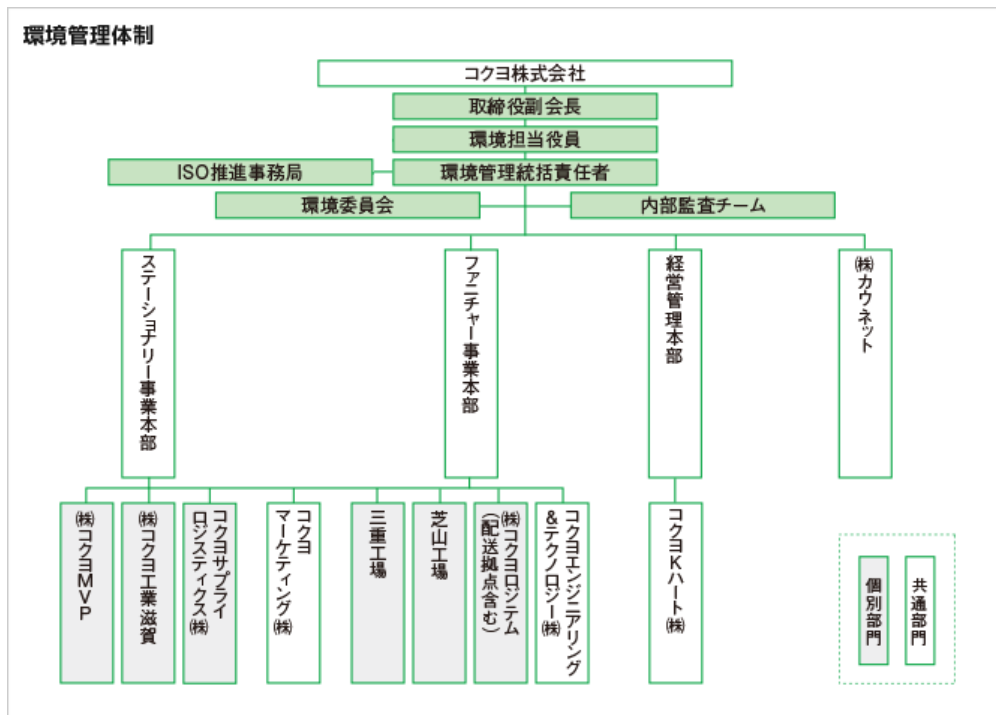 環境管理体制
コクヨ株式会社
取締役副会長
環境担当役員
ISO推進事務局
環境管理統括責任者
環境委員会
内部監査チーム
ステーショナリー事業本部
ファニチャー事業本部
経営管理本部
㈱カウネット
㈱コクヨMVP
㈱コクヨ工業滋賀
コクヨサプライ
ロジスティクス㈱
コクヨ
マーケティング㈱
三重工場
芝山工場
㈱コクヨロジテム
（配送拠点含む）
コクヨエンジニアリング
&テクノロジー㈱
コクヨKハート㈱
個別部門
共通部門